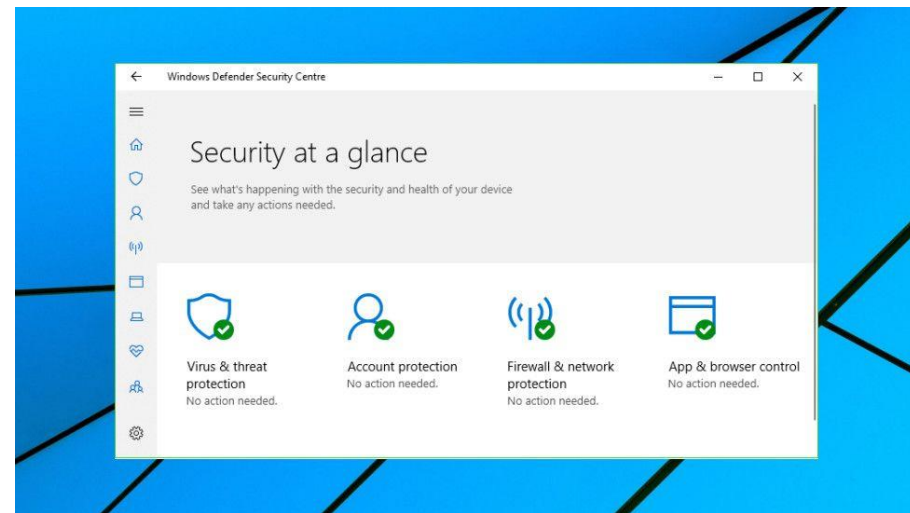 Windows Defender Security Centre
Security at a glance
See what's happening with the security and health of your device
and take any actions needed.
Virus & threat
protection
No action needed.
Account protection
No action needed.
Firewall & network
protection
No action needed.
App & browser control
No action needed.